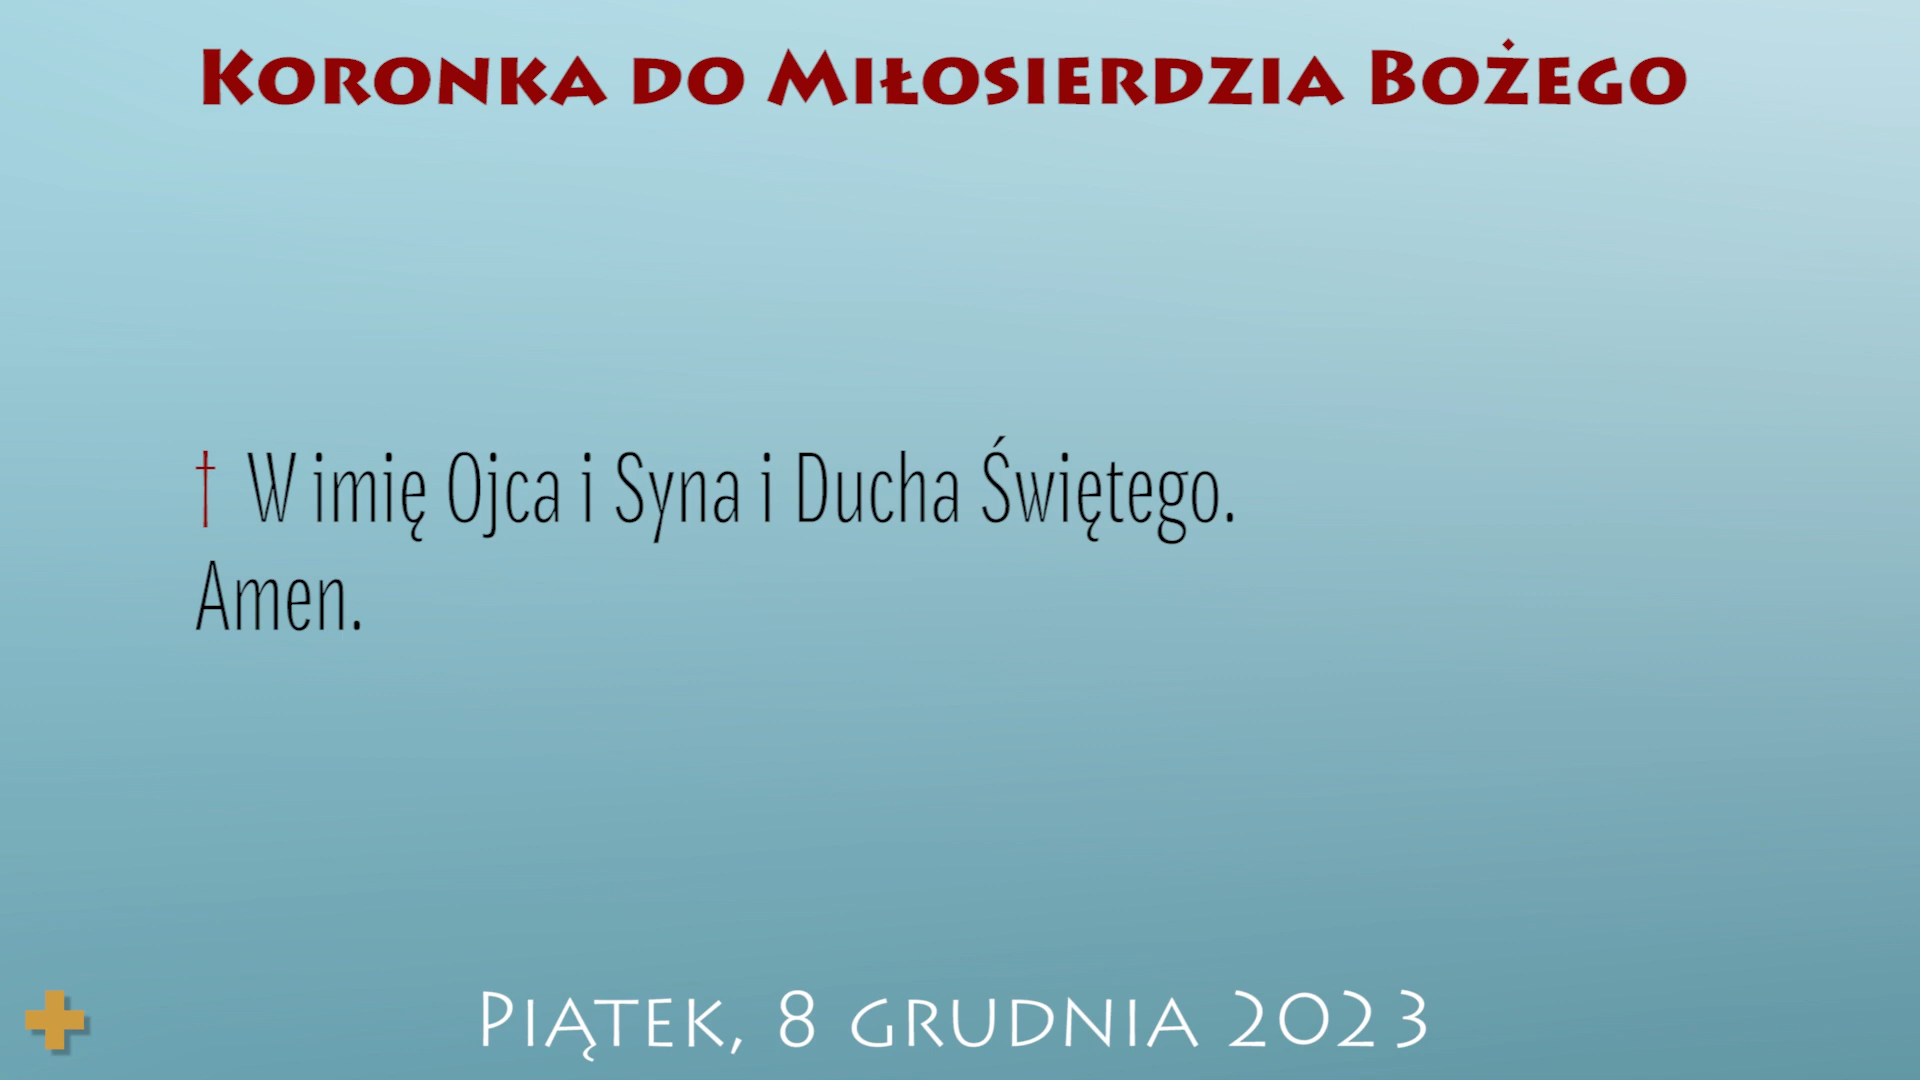 Koronka do Miłosierdzia Bożego
† W imię Ojca i Syna i Ducha Świętego.
Amen.
Piątek, 8 grudnia 2023